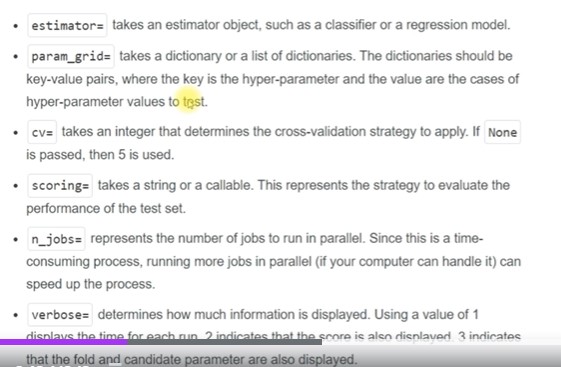 estimator= takes an estimator object, such as a classifier or a regression model.
param_grid= takes a dictionary or a list of dictionaries. The dictionaries should be
key-value pairs, where the key is the hyper-parameter and the value are the cases of
hyper-parameter values to test.
cv= takes an integer that determines the cross-validation strategy to apply. If None
is passed, then 5 is used.
scoring= takes a string or a callable. This represents the strategy to evaluate the
performance of the test set.
n_jobs= represents the number of jobs to run in parallel. Since this is a time-
consuming process, running more jobs in parallel (if your computer can handle it) can
speed up the process.
verbose= determines how much information is displayed. Using a value of 1
displays the time for each run. 2 indicates that the score is also displayed. 3 indicates
that the fold and candidate parameter are also displayed.